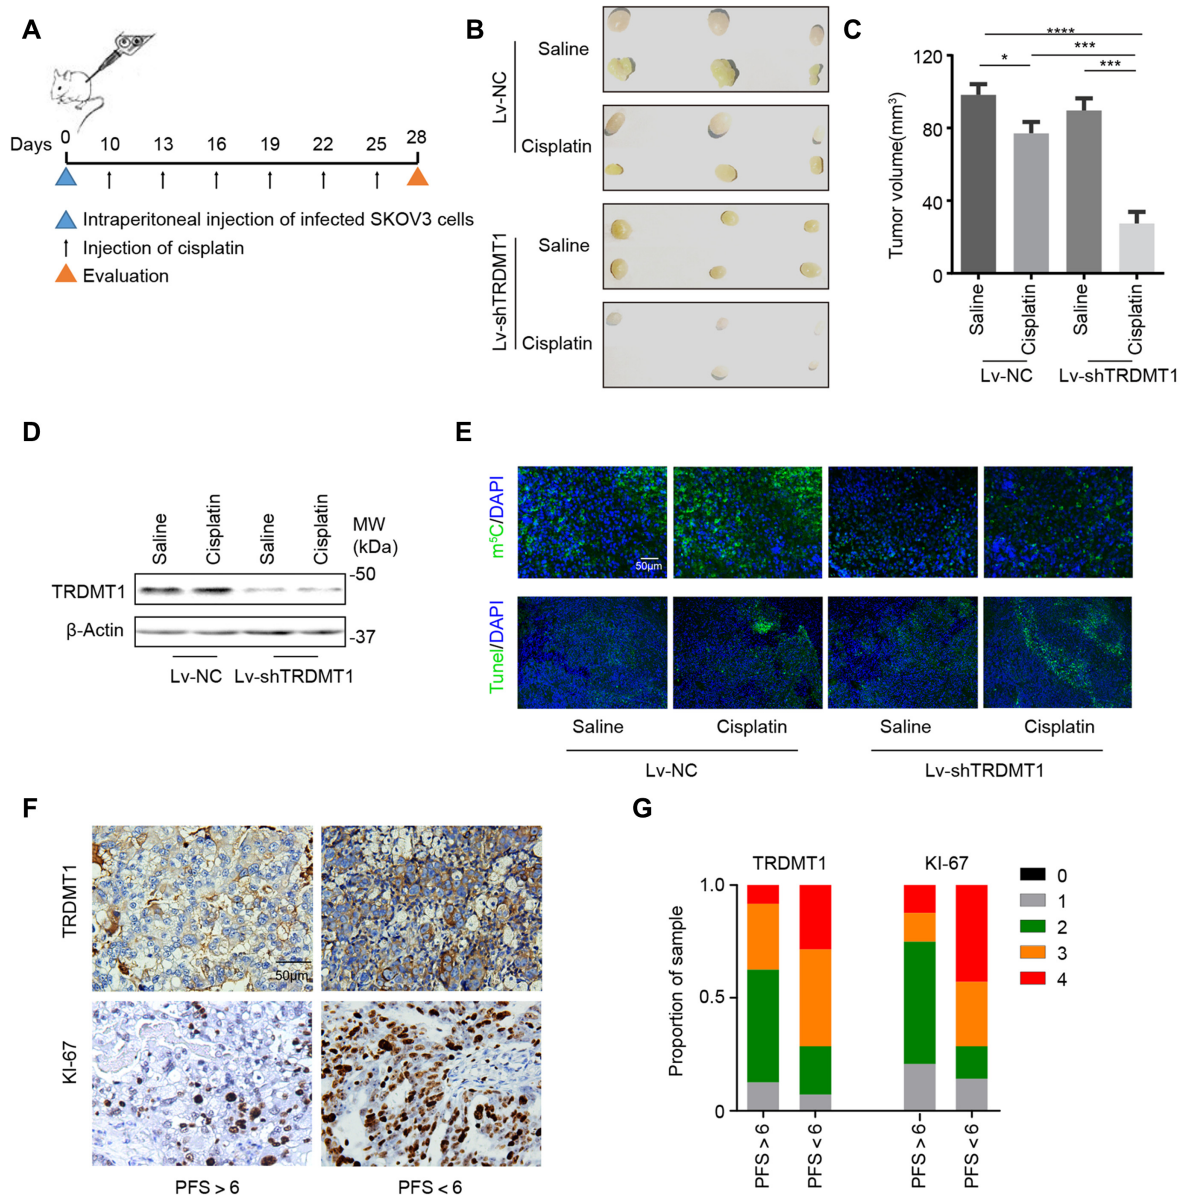 A
Days 0 10 13 16 19 22 25 28
Intraperitoneal injection of infected SKOV3 cells
Injection of cisplatin
Evaluation
B
Lv-NC
Saline
Cisplatin
Lv-shTRDMT1
Saline
Cisplatin
C
Tumor volume(mm³)
120
80
40
0
****
* ***
***
Saline Cisplatin Saline Cisplatin
Lv-NC Lv-shTRDMT1
D
Saline Cisplatin Saline Cisplatin MW
(kDa)
TRDMT1 -50
β-Actin -37
Lv-NC Lv-shTRDMT1
E
m⁵C/DAPI
50μm
Tunel/DAPI
Saline Cisplatin Saline Cisplatin
Lv-NC Lv-shTRDMT1
F
TRDMT1
50μm
KI-67
PFS > 6 PFS < 6
G
TRDMT1 KI-67
Proportion of sample
1.0
0.5
0
PFS > 6 PFS < 6 PFS > 6 PFS < 6
0
1
2
3
4